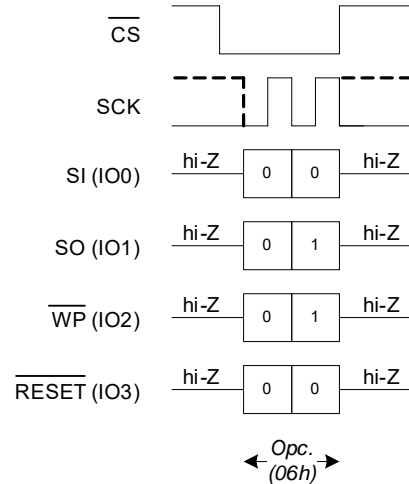 CS
SCK
hi-Z hi-Z
SI (IO0) 0 0
hi-Z hi-Z
SO (IO1) 0 1
hi-Z hi-Z
WP (IO2) 0 1
hi-Z hi-Z
RESET (IO3) 0 0
Opc.
(06h)